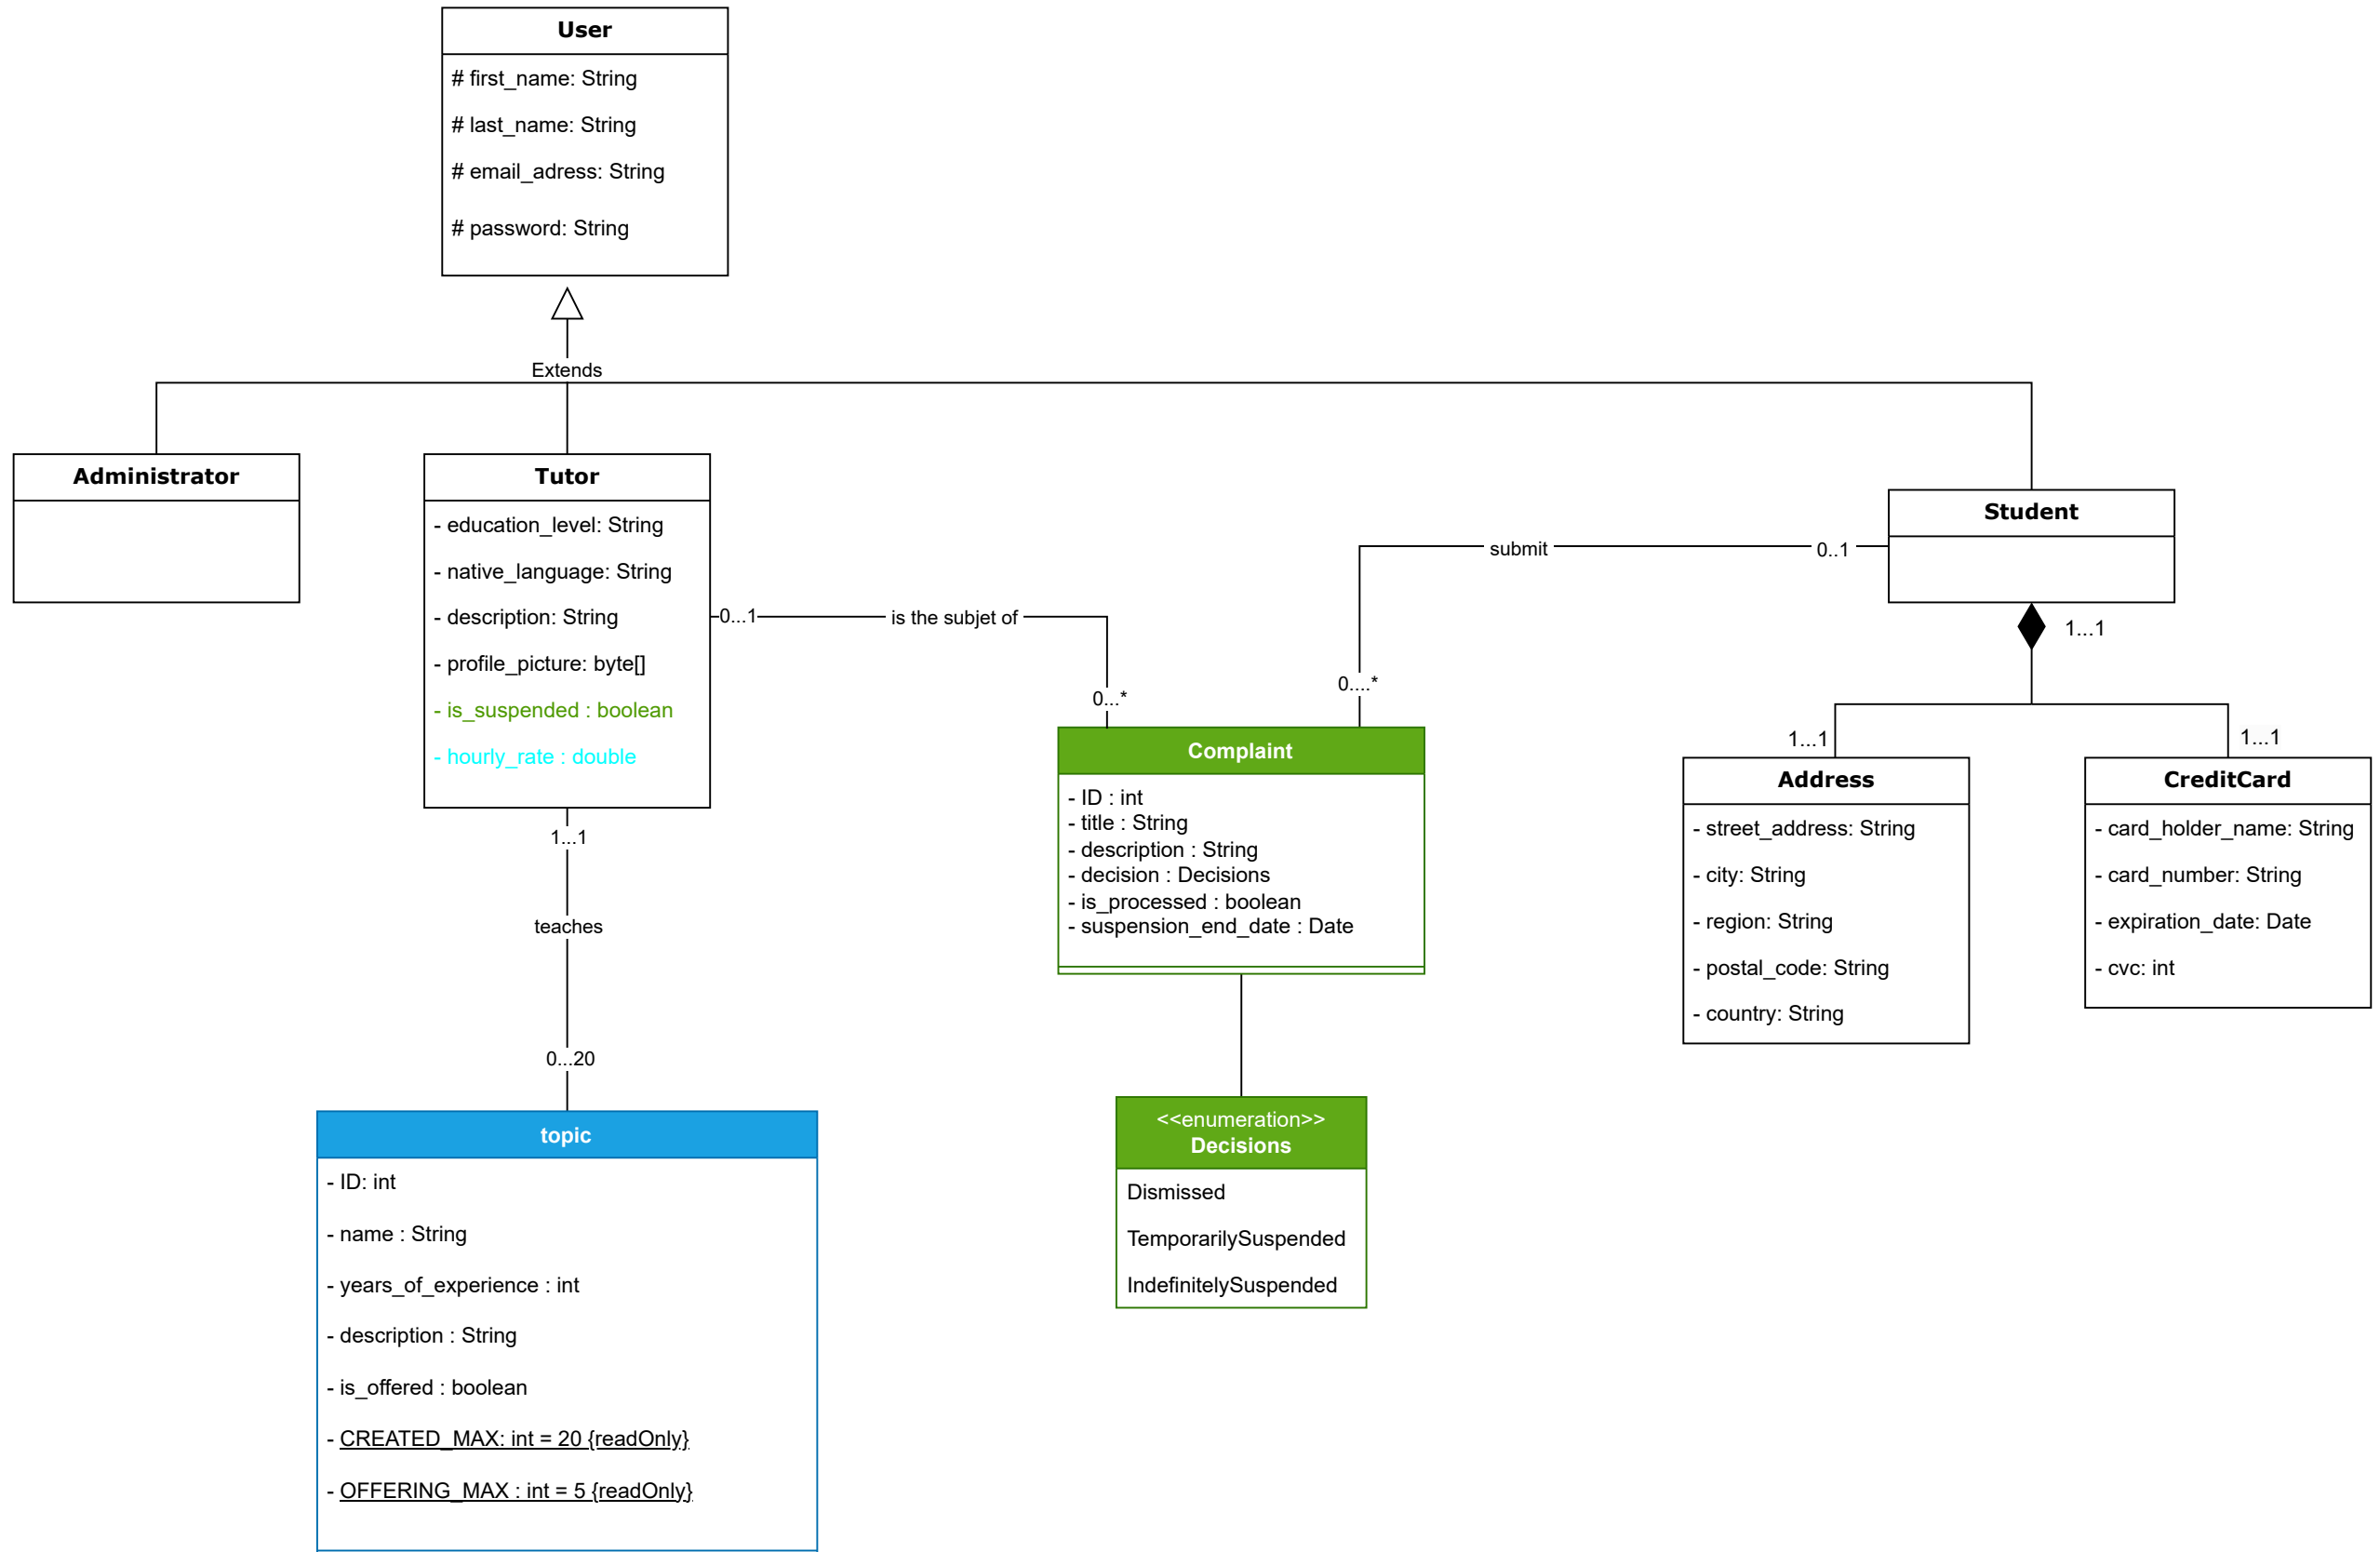 User
# first_name: String
# last_name: String
# email_adress: String
# password: String
Extends
Administrator
Tutor
- education_level: String
- native_language: String
- description: String
- profile_picture: byte[]
- is_suspended : boolean
- hourly_rate : double
0...1
is the subjet of
0...*
submit
0..1
0....*
Student
1...1
1...1
1...1
Complaint
- ID : int
- title : String
- description : String
- decision : Decisions
- is_processed : boolean
- suspension_end_date : Date
Address
- street_address: String
- city: String
- region: String
- postal_code: String
- country: String
CreditCard
- card_holder_name: String
- card_number: String
- expiration_date: Date
- cvc: int
1...1
teaches
0...20
topic
- ID: int
- name : String
- years_of_experience : int
- description : String
- is_offered : boolean
- CREATED_MAX: int = 20 {readOnly}
- OFFERING_MAX : int = 5 {readOnly}
<<enumeration>>
Decisions
Dismissed
TemporarilySuspended
IndefinitelySuspended